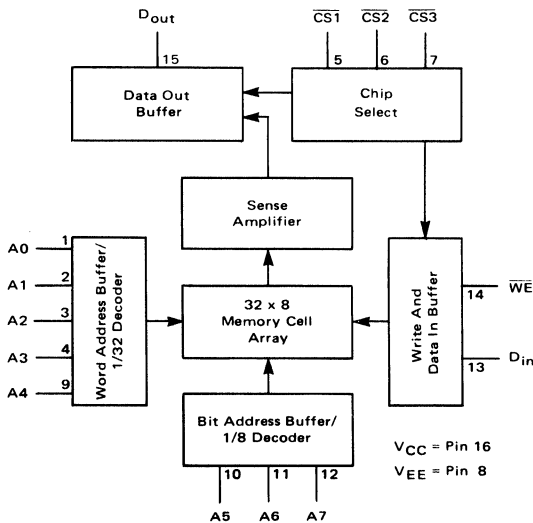 Dout
CS1 CS2 CS3
15
5 6 7
Data Out
Buffer
Chip
Select
Sense
Amplifier
A0 1
A1 2
A2 3
A3 4
A4 9
Word Address Buffer/
1/32 Decoder
32 x 8
Memory Cell
Array
Write And
Data In Buffer
14 WE
13 Din
Bit Address Buffer/
1/8 Decoder
10 11 12
A5 A6 A7
VCC = Pin 16
VEE = Pin 8